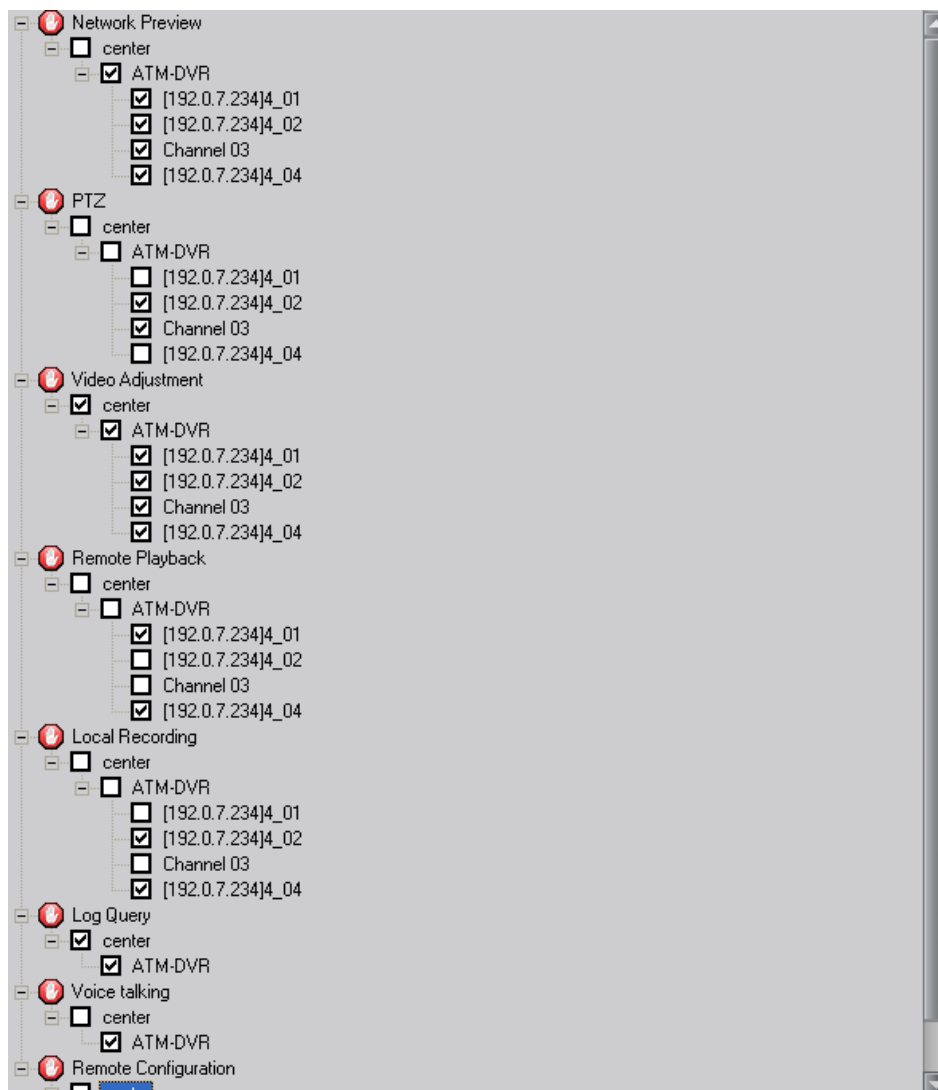 Network Preview
center
ATM-DVR
[192.0.7.234]4_01
[192.0.7.234]4_02
Channel 03
[192.0.7.234]4_04
PTZ
center
ATM-DVR
[192.0.7.234]4_01
[192.0.7.234]4_02
Channel 03
[192.0.7.234]4_04
Video Adjustment
center
ATM-DVR
[192.0.7.234]4_01
[192.0.7.234]4_02
Channel 03
[192.0.7.234]4_04
Remote Playback
center
ATM-DVR
[192.0.7.234]4_01
[192.0.7.234]4_02
Channel 03
[192.0.7.234]4_04
Local Recording
center
ATM-DVR
[192.0.7.234]4_01
[192.0.7.234]4_02
Channel 03
[192.0.7.234]4_04
Log Query
center
ATM-DVR
Voice talking
center
ATM-DVR
Remote Configuration